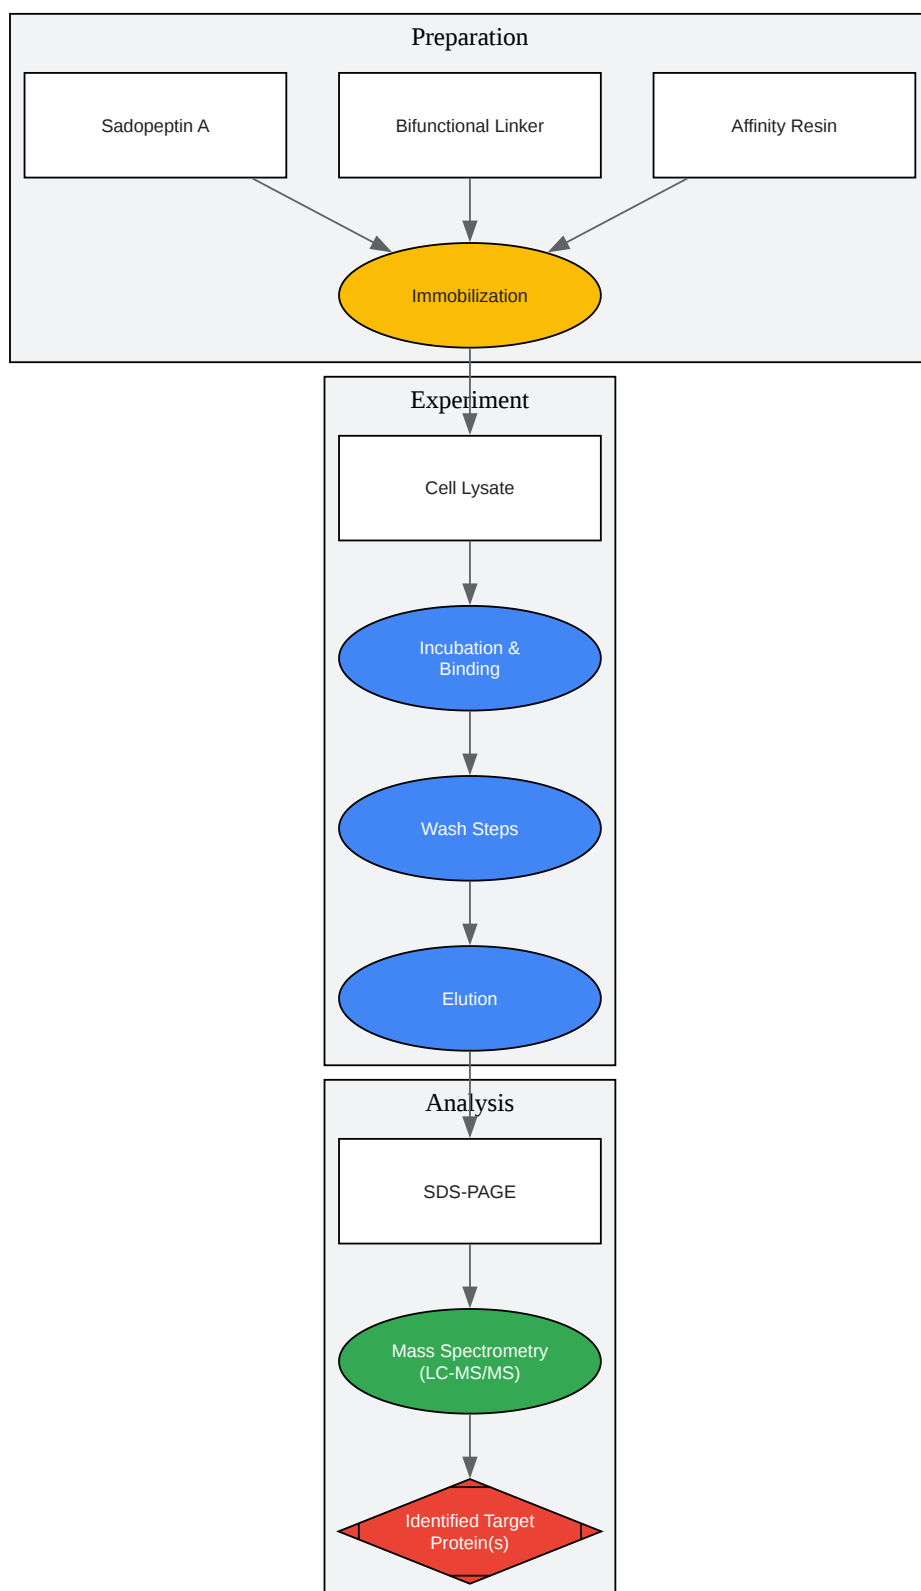 Preparation
Sadopeptin A
Bifunctional Linker
Affinity Resin
Immobilization
Experiment
Cell Lysate
Incubation &
Binding
Wash Steps
Elution
Analysis
SDS-PAGE
Mass Spectrometry
(LC-MS/MS)
Identified Target
Protein(s)